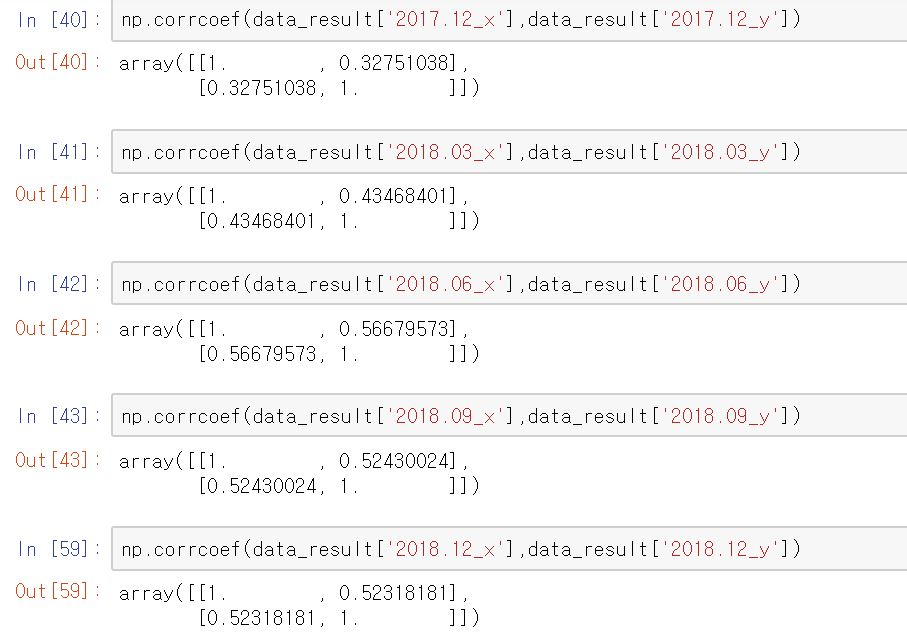 In [40]: np.corrcoef(data_result['2017.12_x'],data_result['2017.12_y'])
Out[40]: array([[1.        , 0.32751038],
       [0.32751038, 1.        ]])
In [41]: np.corrcoef(data_result['2018.03_x'],data_result['2018.03_y'])
Out[41]: array([[1.        , 0.43468401],
       [0.43468401, 1.        ]])
In [42]: np.corrcoef(data_result['2018.06_x'],data_result['2018.06_y'])
Out[42]: array([[1.        , 0.56679573],
       [0.56679573, 1.        ]])
In [43]: np.corrcoef(data_result['2018.09_x'],data_result['2018.09_y'])
Out[43]: array([[1.        , 0.52430024],
       [0.52430024, 1.        ]])
In [59]: np.corrcoef(data_result['2018.12_x'],data_result['2018.12_y'])
Out[59]: array([[1.        , 0.52318181],
       [0.52318181, 1.        ]])